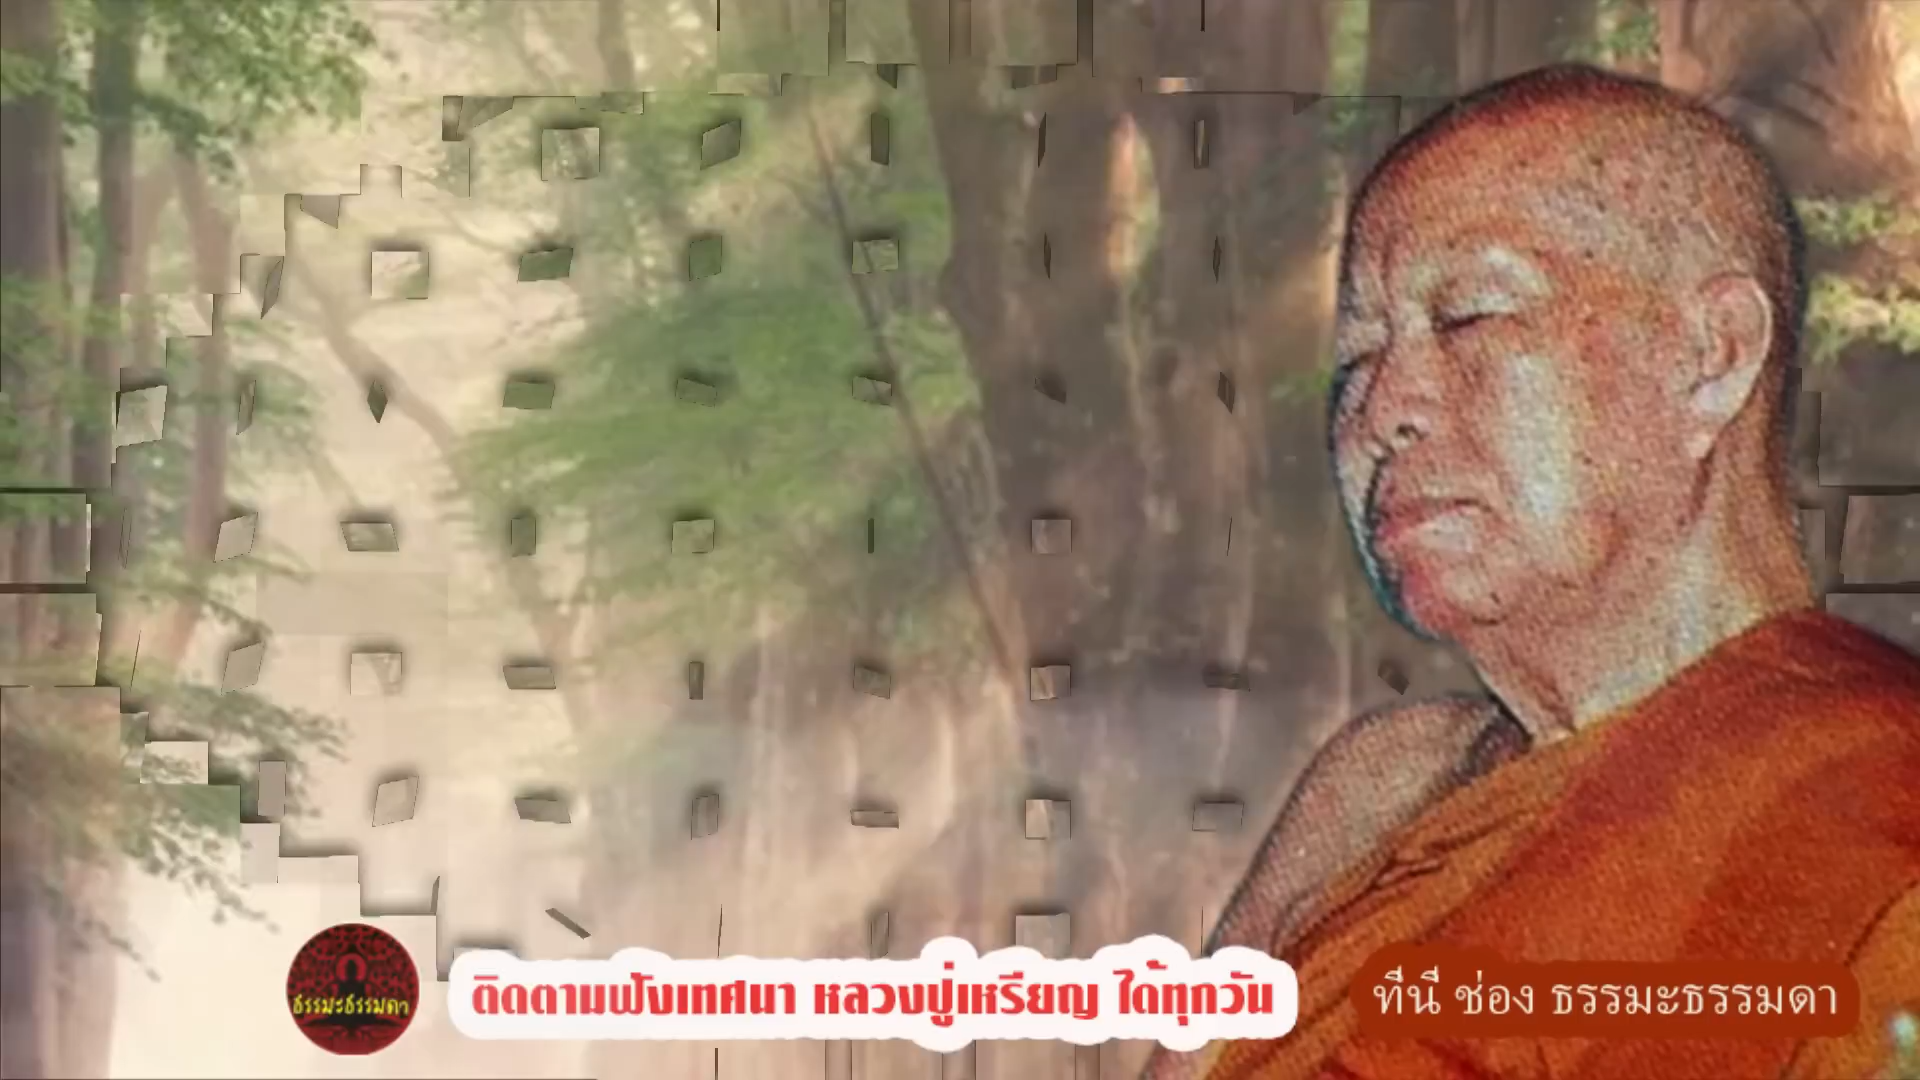 ธรรมะธรรมดา
ติดตามฟังเทศนา หลวงปู่เหรียญ ได้ทุกวัน
ที่นี่ ช่อง ธรรมะธรรมดา